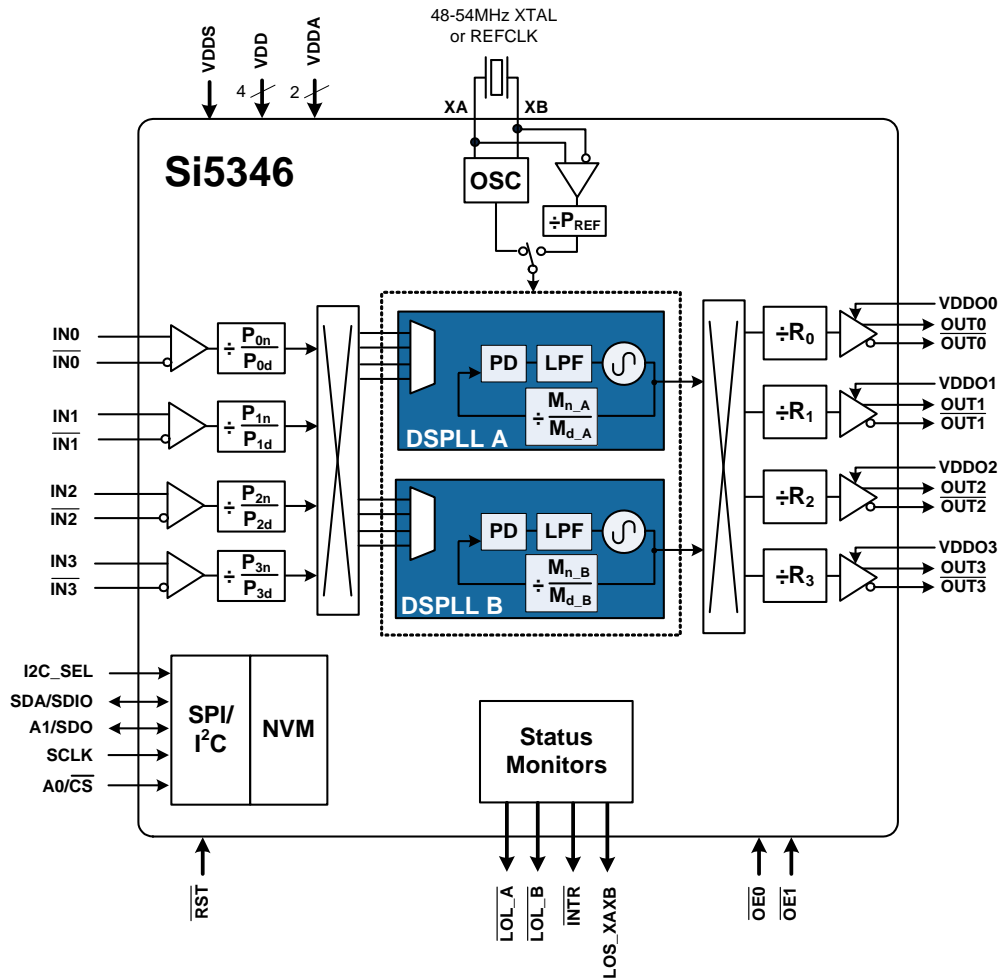 48-54MHz XTAL
or REFCLK
VDDS
VDD
VDDA
4
2
XA
XB
Si5346
OSC
÷PREF
IN0
IN0
÷ P0n
P0d
IN1
IN1
÷ P1n
P1d
IN2
IN2
÷ P2n
P2d
IN3
IN3
÷ P3n
P3d
PD
LPF
÷ Mn_A
Md_A
DSPLL A
PD
LPF
÷ Mn_B
Md_B
DSPLL B
÷R0
VDDO0
OUT0
OUT0
÷R1
VDDO1
OUT1
OUT1
÷R2
VDDO2
OUT2
OUT2
÷R3
VDDO3
OUT3
OUT3
I2C_SEL
SDA/SDIO
A1/SDO
SCLK
A0/CS
SPI/
I²C
NVM
Status
Monitors
RST
LOL_A
LOL_B
INTR
LOS_XAXB
OE0
OE1